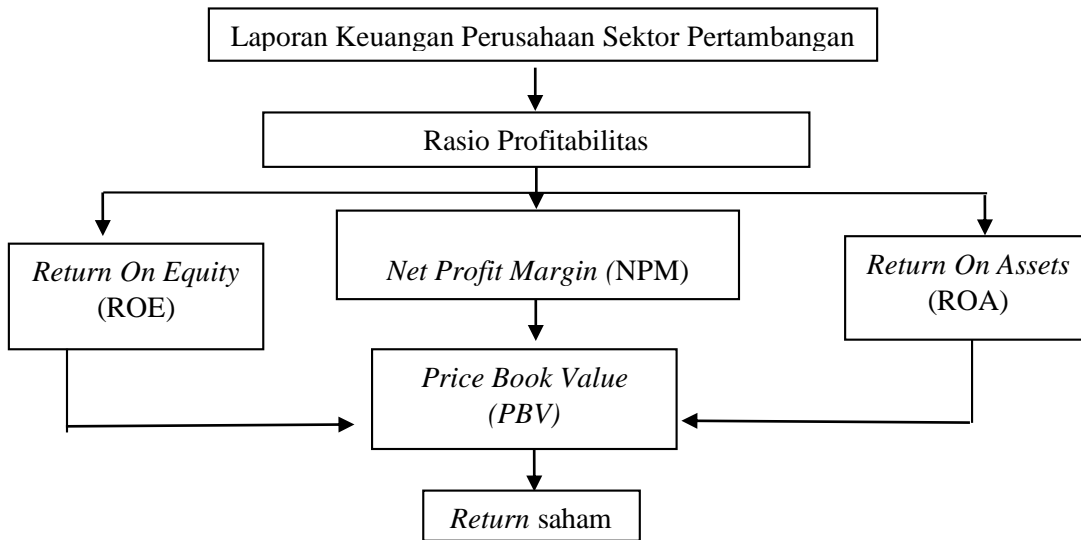 Laporan Keuangan Perusahaan Sektor Pertambangan
Rasio Profitabilitas
Return On Equity
(ROE)
Net Profit Margin (NPM)
Return On Assets
(ROA)
Price Book Value
(PBV)
Return saham